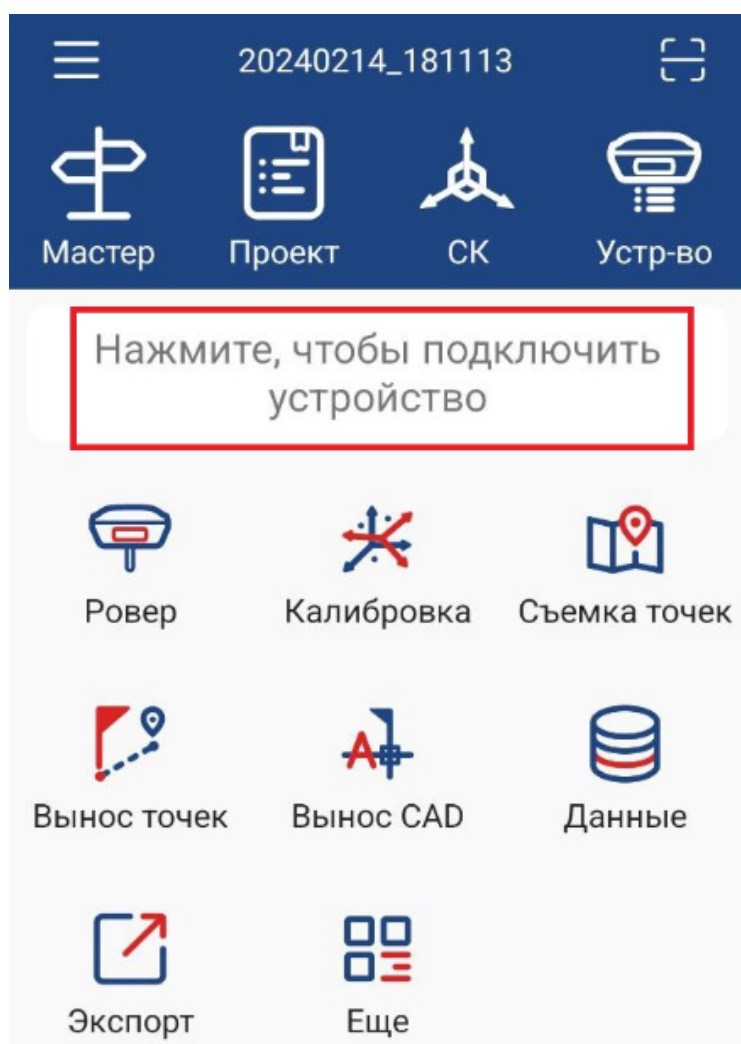 20240214_181113
Мастер Проект СК Устр-во
Нажмите, чтобы подключить
устройство
Ровер Калибровка Съемка точек
Вынос точек Вынос CAD Данные
Экспорт Еще